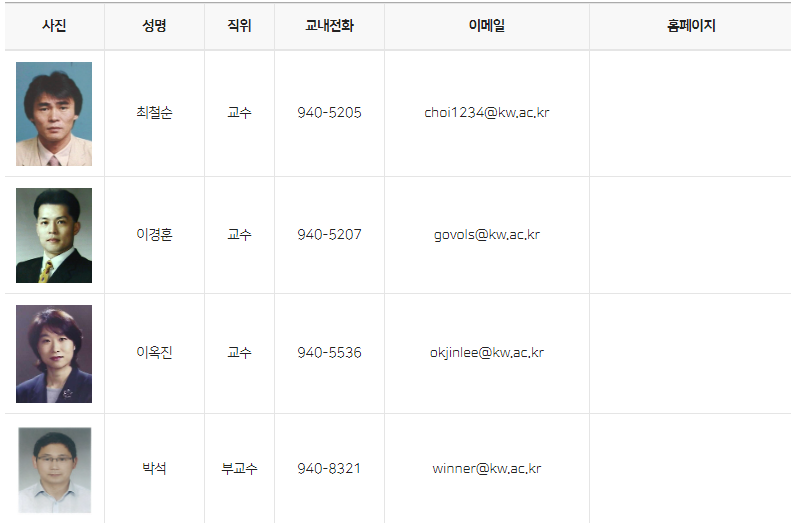 사진 성명 직위 교내전화 이메일 홈페이지
최철순 교수 940-5205 choi1234@kw.ac.kr
이경훈 교수 940-5207 govols@kw.ac.kr
이옥진 교수 940-5536 okjinlee@kw.ac.kr
박석 부교수 940-8321 winner@kw.ac.kr